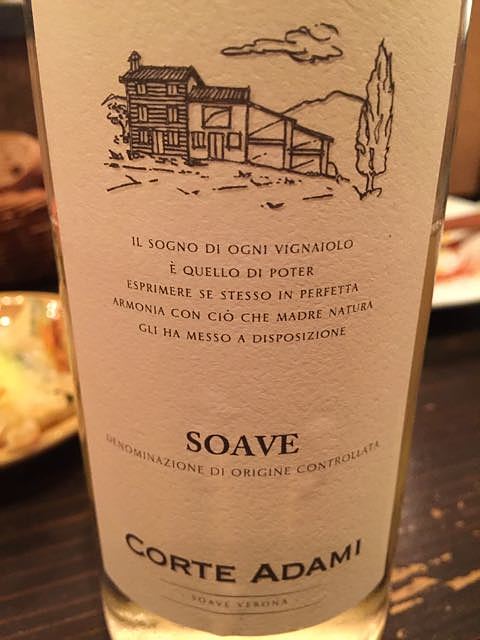 IL SOGNO DI OGNI VIGNAIOLO
È QUELLO DI POTER
ESPRIMERE SE STESSO IN PERFETTA
ARMONIA CON CIÒ CHE MADRE NATURA
GLI HA MESSO A DISPOSIZIONE
SOAVE
DENOMINAZIONE DI ORIGINE CONTROLLATA
CORTE ADAMI
SOAVE VERONA